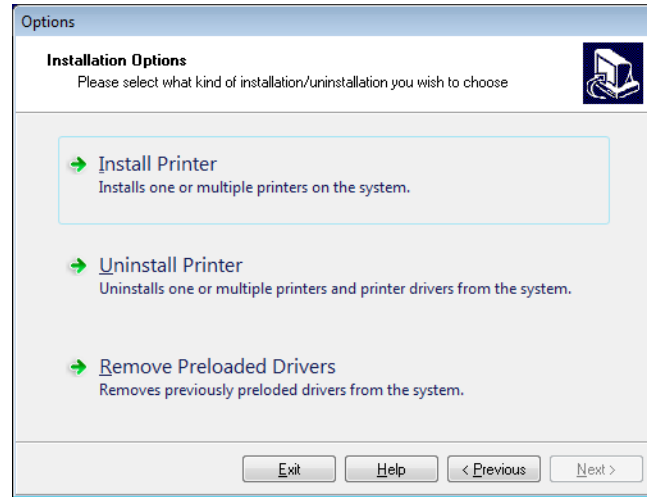 Options
Installation Options
Please select what kind of installation/uninstallation you wish to choose
Install Printer
Installs one or multiple printers on the system.
Uninstall Printer
Uninstalls one or multiple printers and printer drivers from the system.
Remove Preloaded Drivers
Removes previously preloded drivers from the system.
Exit Help < Previous Next >